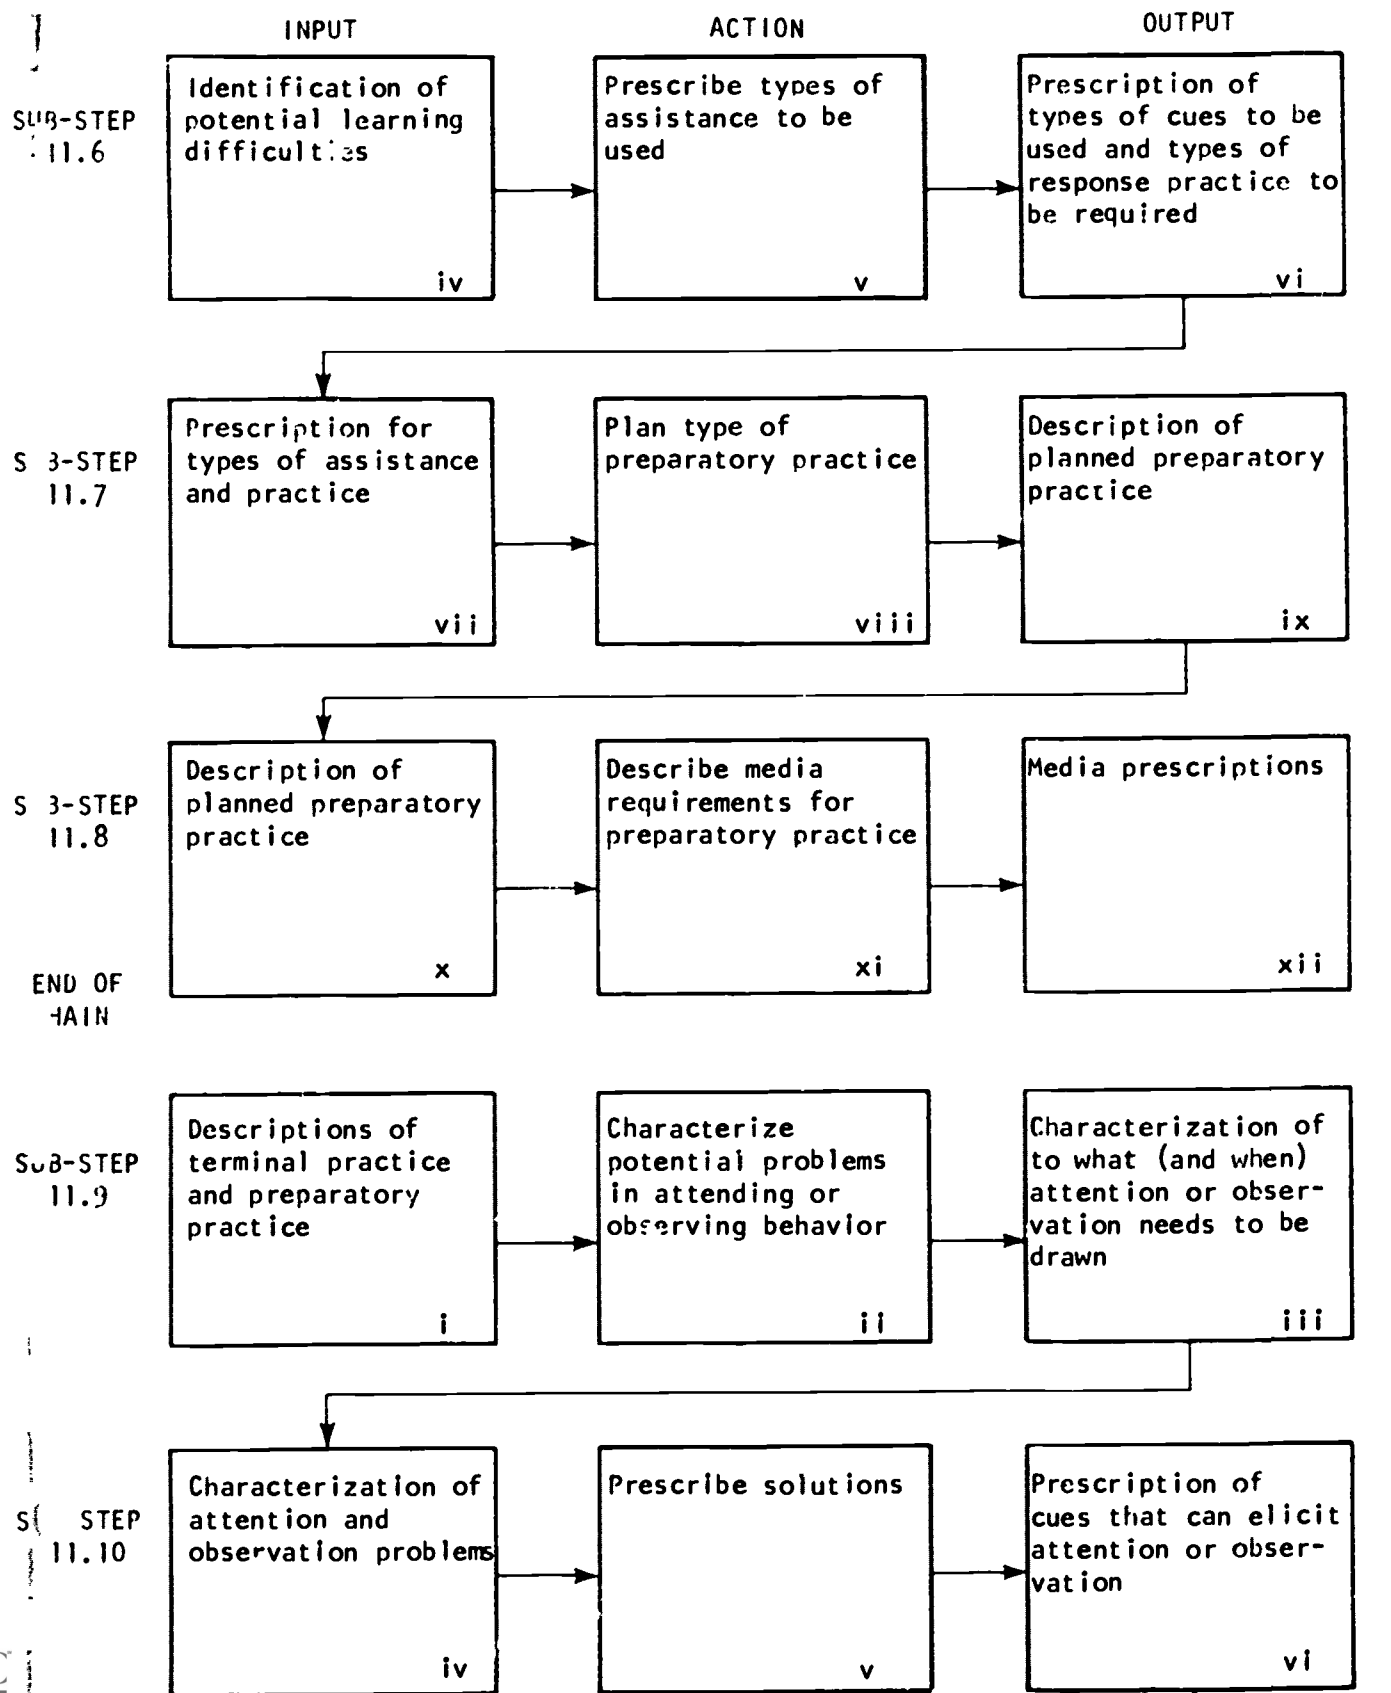 INPUT ACTION OUTPUT
SUB-STEP
11.6
Identification of
potential learning
difficulties
iv
Prescribe types of
assistance to be
used
v
Prescription of
types of cues to be
used and types of
response practice to
be required
vi
STEP
11.7
Prescription for
types of assistance
and practice
vii
Plan type of
preparatory practice
viii
Description of
planned preparatory
practice
ix
STEP
11.8
Description of
planned preparatory
practice
x
Describe media
requirements for
preparatory practice
xi
Media prescriptions
xii
END OF
SUB-STEP
11.9
Descriptions of
terminal practice
and preparatory
practice
i
Characterize
potential problems
in attending or
observing behavior
ii
Characterization of
to what (and when)
attention or obser-
vation needs to be
drawn
iii
STEP
11.10
Characterization of
attention and
observation problems
iv
Prescribe solutions
v
Prescription of
cues that can elicit
attention or obser-
vation
vi